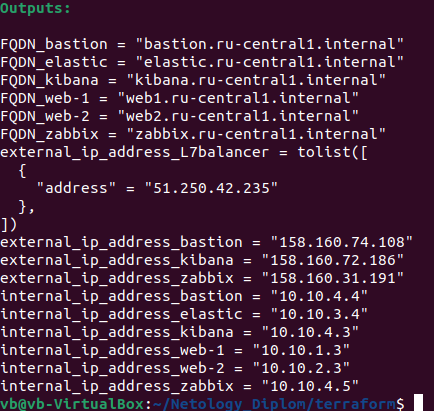 Outputs:
FQDN_bastion = "bastion.ru-central1.internal"
FQDN_elastic = "elastic.ru-central1.internal"
FQDN_kibana = "kibana.ru-central1.internal"
FQDN_web-1 = "web1.ru-central1.internal"
FQDN_web-2 = "web2.ru-central1.internal"
FQDN_zabbix = "zabbix.ru-central1.internal"
external_ip_address_L7balancer = tolist([
  {
    "address" = "51.250.42.235"
  },
])
external_ip_address_bastion = "158.160.74.108"
external_ip_address_kibana = "158.160.72.186"
external_ip_address_zabbix = "158.160.31.191"
internal_ip_address_bastion = "10.10.4.4"
internal_ip_address_elastic = "10.10.3.4"
internal_ip_address_kibana = "10.10.4.3"
internal_ip_address_web-1 = "10.10.1.3"
internal_ip_address_web-2 = "10.10.2.3"
internal_ip_address_zabbix = "10.10.4.5"
vb@vb-VirtualBox:~/Netology_Diplom/terraform$